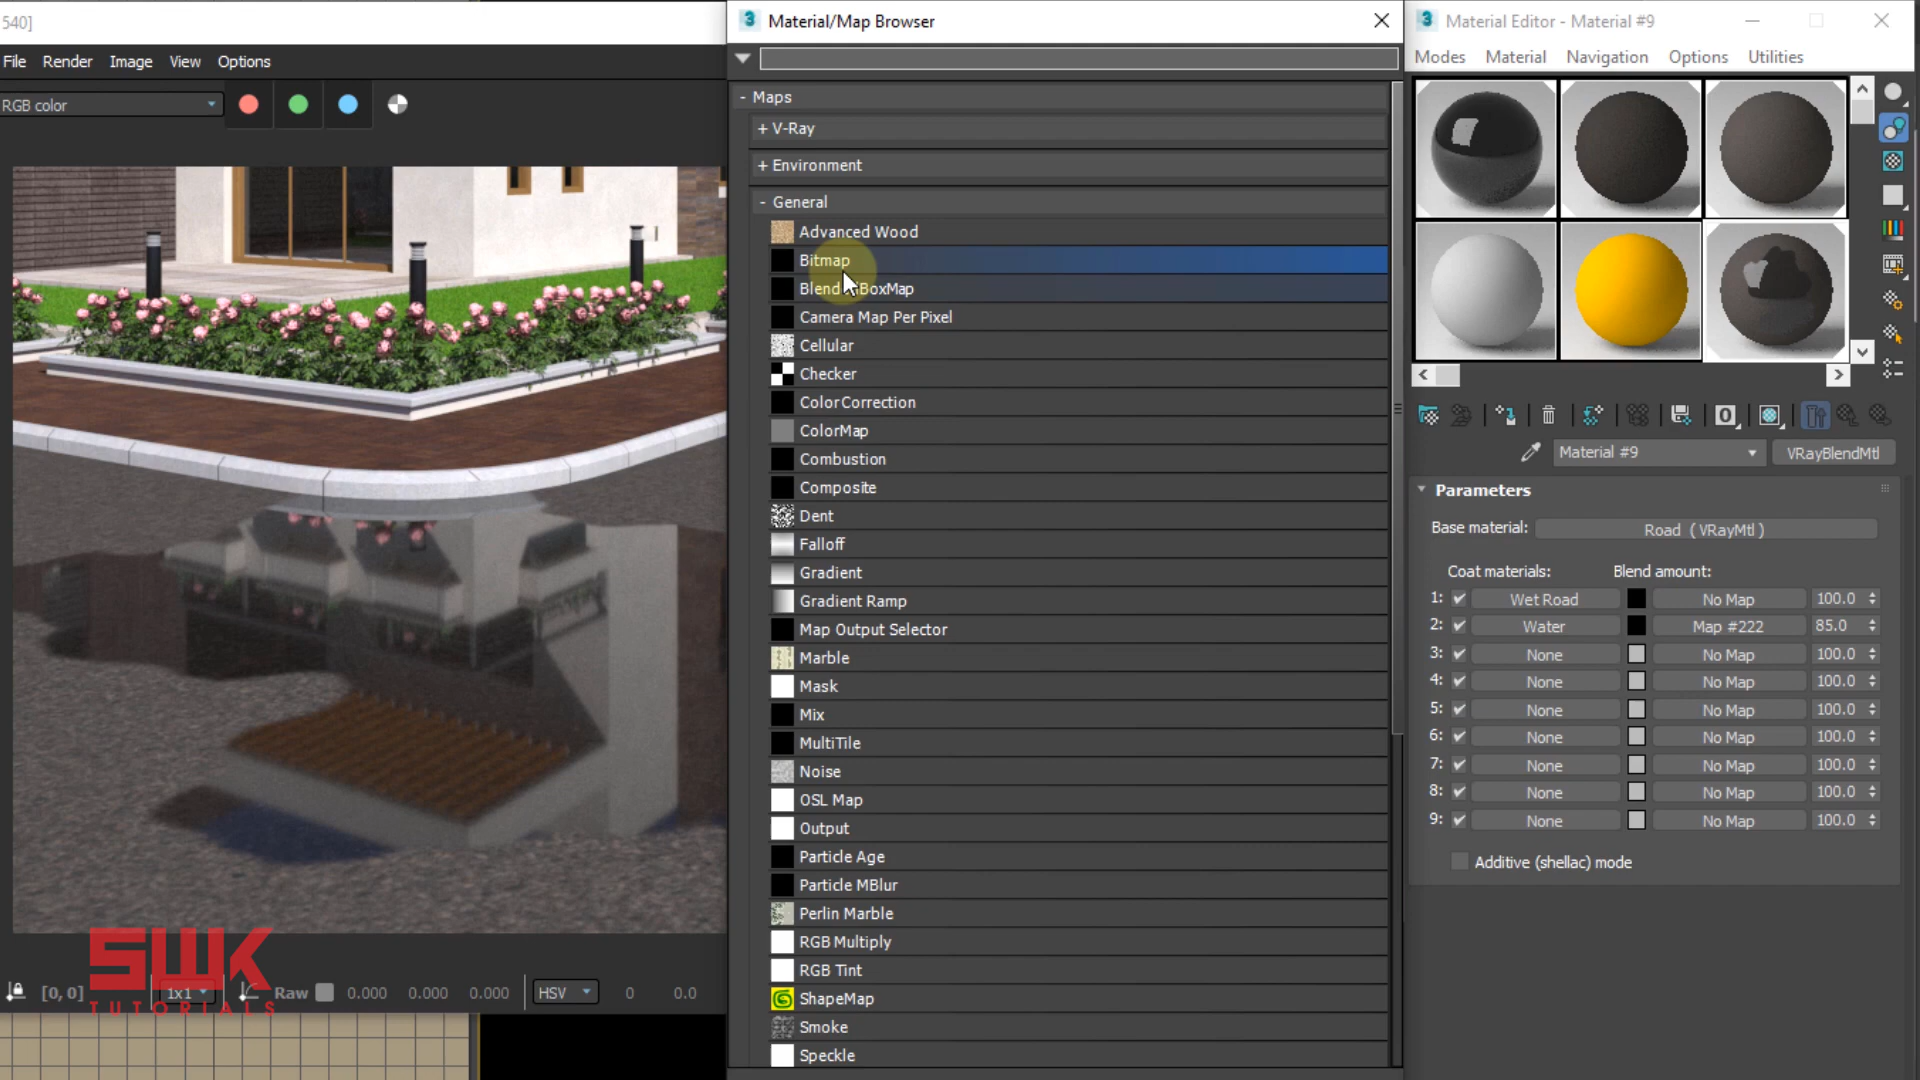 540]
File Render Image View Options
RGB color
SWK
TUTORIALS
[0, 0] 1x1 Raw 0.000 0.000 0.000 HSV 0 0.0
3 Material/Map Browser
- Maps
+ V-Ray
+ Environment
- General
Advanced Wood
Bitmap
Camera Map Per Pixel
Cellular
Checker
Color Correction
ColorMap
Combustion
Composite
Dent
Falloff
Gradient
Gradient Ramp
Map Output Selector
Marble
Mask
Mix
MultiTile
Noise
OSL Map
Output
Particle Age
Particle MBlur
Perlin Marble
RGB Multiply
RGB Tint
ShapeMap
Smoke
Speckle
3 Material Editor - Material #9
Modes Material Navigation Options Utilities
Material #9 VRayBlendMtl
Parameters
Base material: Road ( VRayMtl )
Coat materials: Blend amount:
1: Wet Road No Map 100.0
2: Water Map #222 85.0
3: None No Map 100.0
4: None No Map 100.0
5: None No Map 100.0
6: None No Map 100.0
7: None No Map 100.0
8: None No Map 100.0
9: None No Map 100.0
Additive (shellac) mode